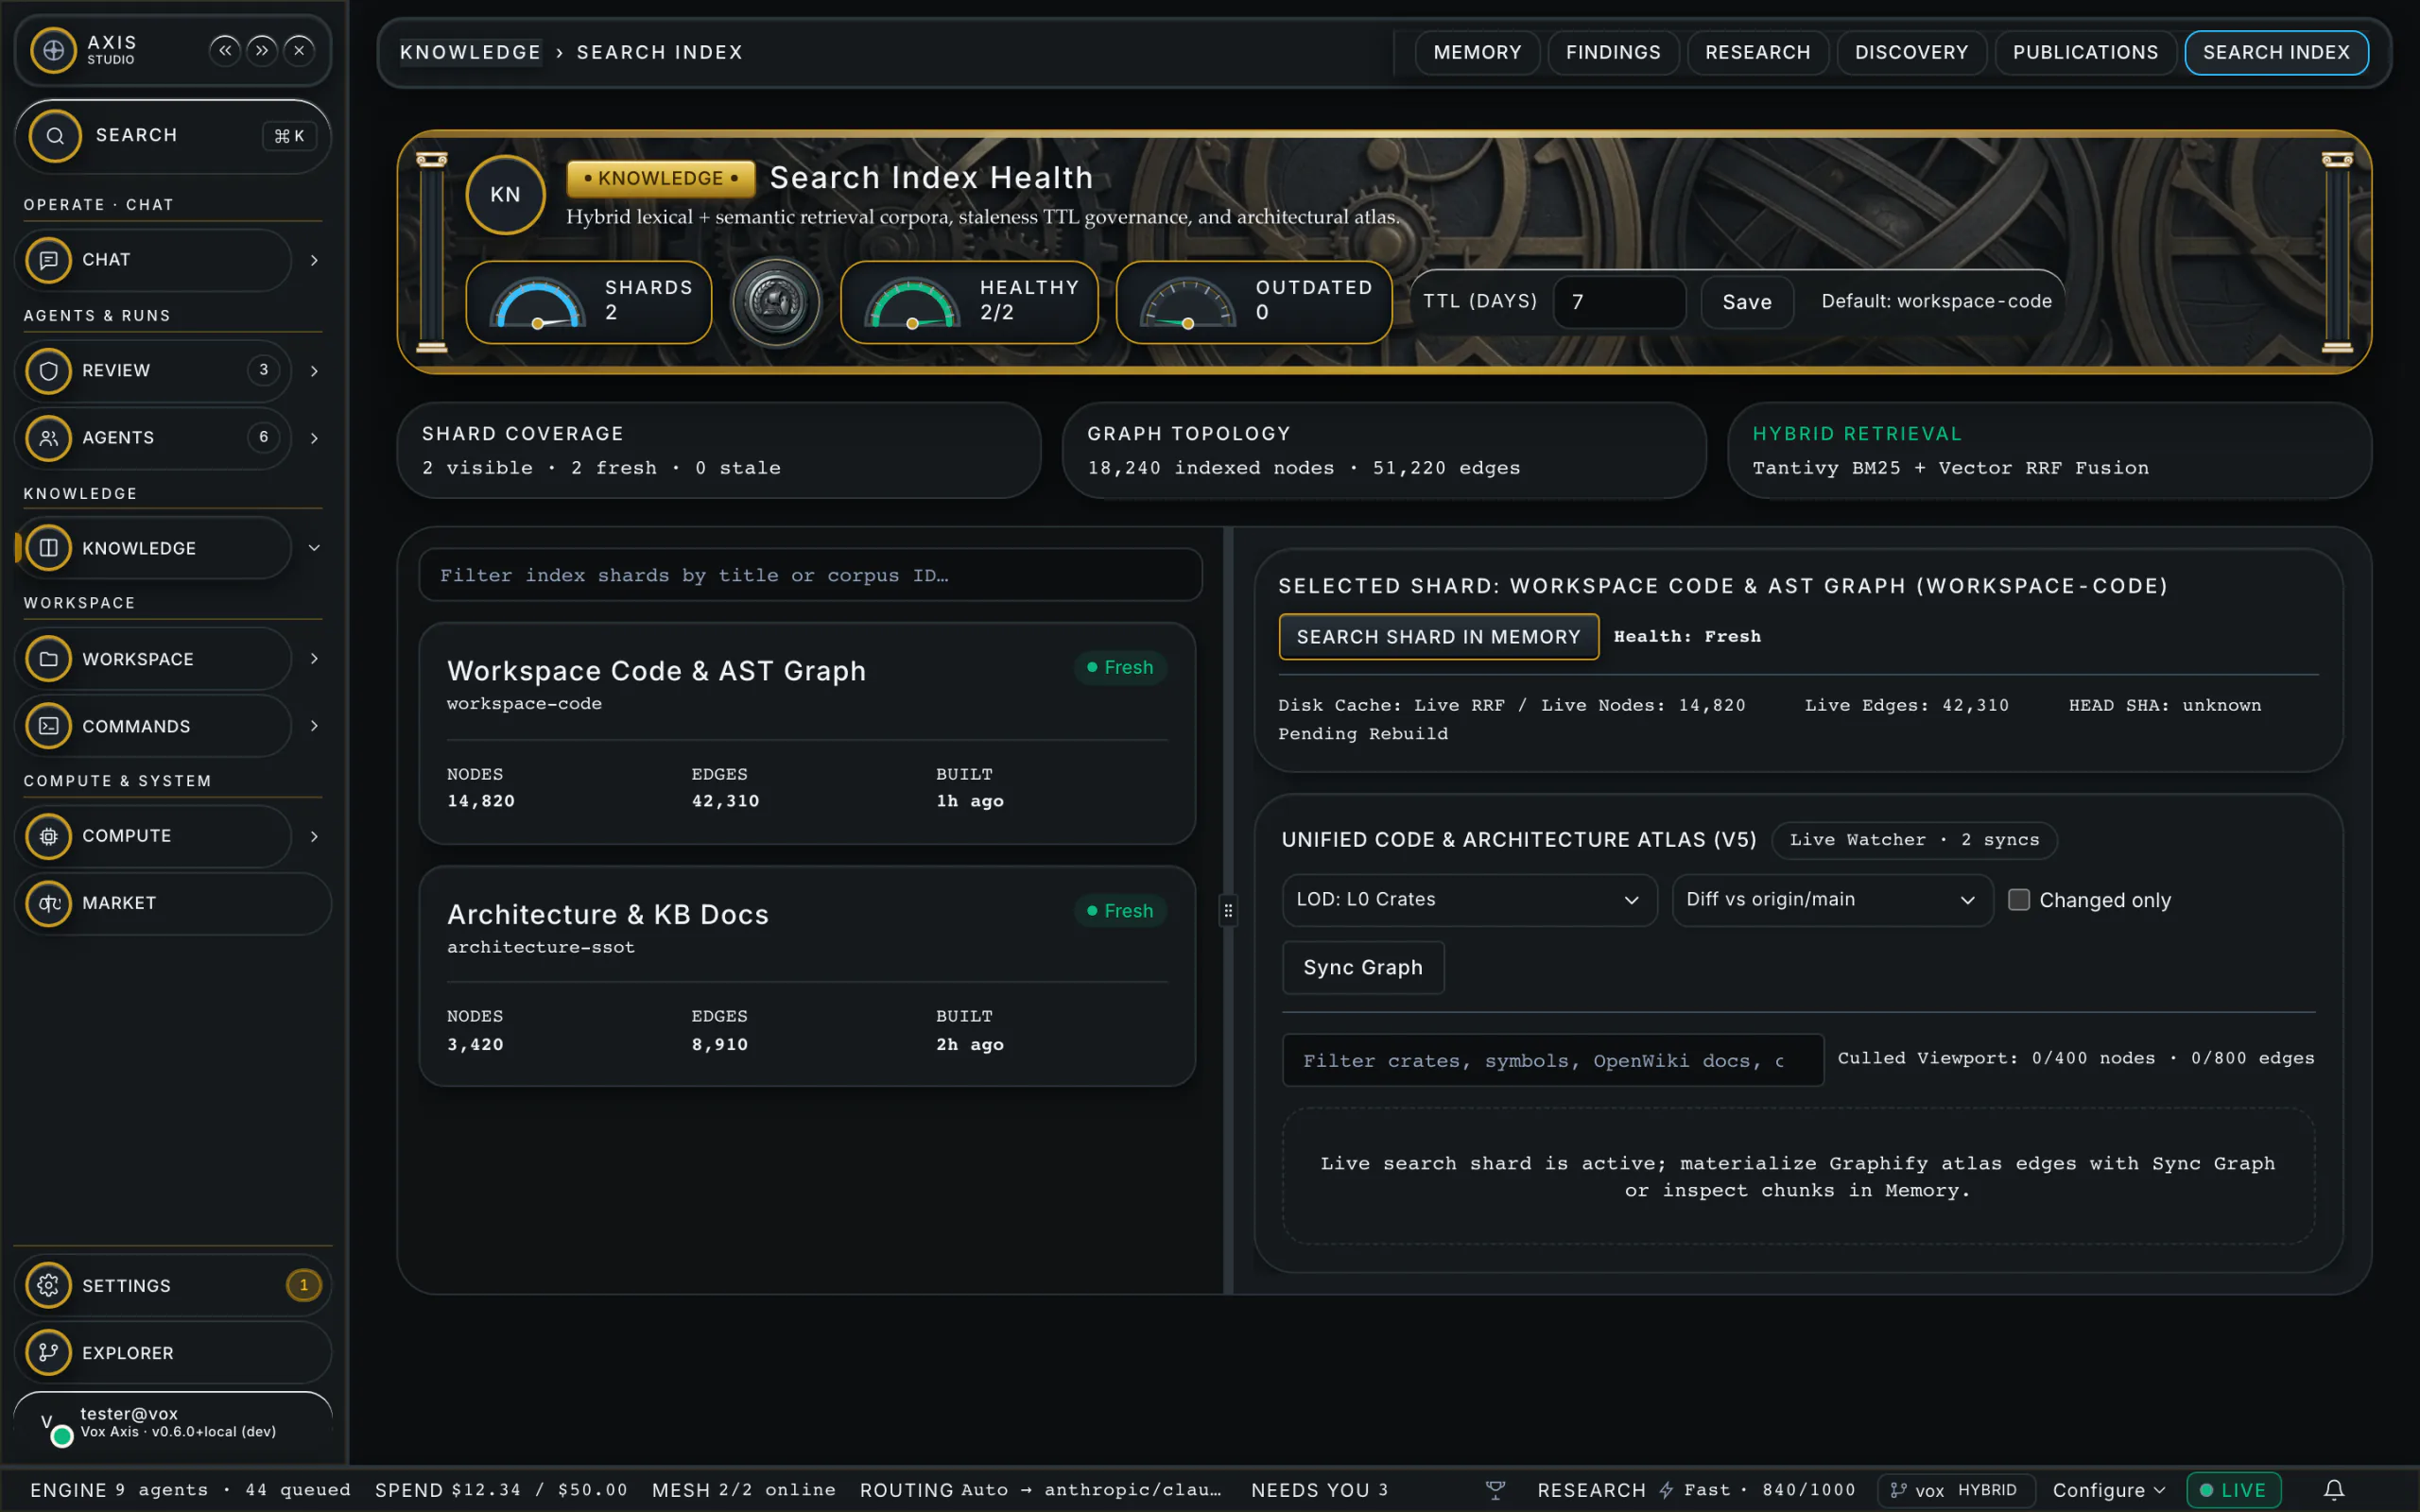 AXIS
STUDIO
SEARCH
⌘ K
OPERATE · CHAT
CHAT
AGENTS & RUNS
REVIEW
3
AGENTS
6
KNOWLEDGE
KNOWLEDGE
WORKSPACE
WORKSPACE
COMMANDS
COMPUTE & SYSTEM
COMPUTE
MARKET
SETTINGS
1
EXPLORER
V
tester@vox
Vox Axis · v0.6.0+local (dev)
KNOWLEDGE › SEARCH INDEX
MEMORY
FINDINGS
RESEARCH
DISCOVERY
PUBLICATIONS
SEARCH INDEX
KN
• KNOWLEDGE •
Search Index Health
Hybrid lexical + semantic retrieval corpora, staleness TTL governance, and architectural atlas.
SHARDS
2
HEALTHY
2/2
OUTDATED
0
TTL (DAYS)
7
Save
Default: workspace-code
SHARD COVERAGE
2 visible · 2 fresh · 0 stale
GRAPH TOPOLOGY
18,240 indexed nodes · 51,220 edges
HYBRID RETRIEVAL
Tantivy BM25 + Vector RRF Fusion
Filter index shards by title or corpus ID…
Workspace Code & AST Graph
Fresh
workspace-code
NODES
14,820
EDGES
42,310
BUILT
1h ago
Architecture & KB Docs
Fresh
architecture-ssot
NODES
3,420
EDGES
8,910
BUILT
2h ago
SELECTED SHARD: WORKSPACE CODE & AST GRAPH (WORKSPACE-CODE)
SEARCH SHARD IN MEMORY
Health: Fresh
Disk Cache: Live RRF / Live
Pending Rebuild
Nodes: 14,820
Live Edges: 42,310
HEAD SHA: unknown
UNIFIED CODE & ARCHITECTURE ATLAS (V5)
Live Watcher · 2 syncs
LOD: L0 Crates
Diff vs origin/main
Changed only
Sync Graph
Filter crates, symbols, OpenWiki docs, c
Culled Viewport: 0/400 nodes · 0/800 edges
Live search shard is active; materialize Graphify atlas edges with Sync Graph
or inspect chunks in Memory.
ENGINE 9 agents · 44 queued
SPEND $12.34 / $50.00
MESH 2/2 online
ROUTING Auto → anthropic/clau…
NEEDS YOU 3
RESEARCH
Fast · 840/1000
vox HYBRID
Configure
LIVE